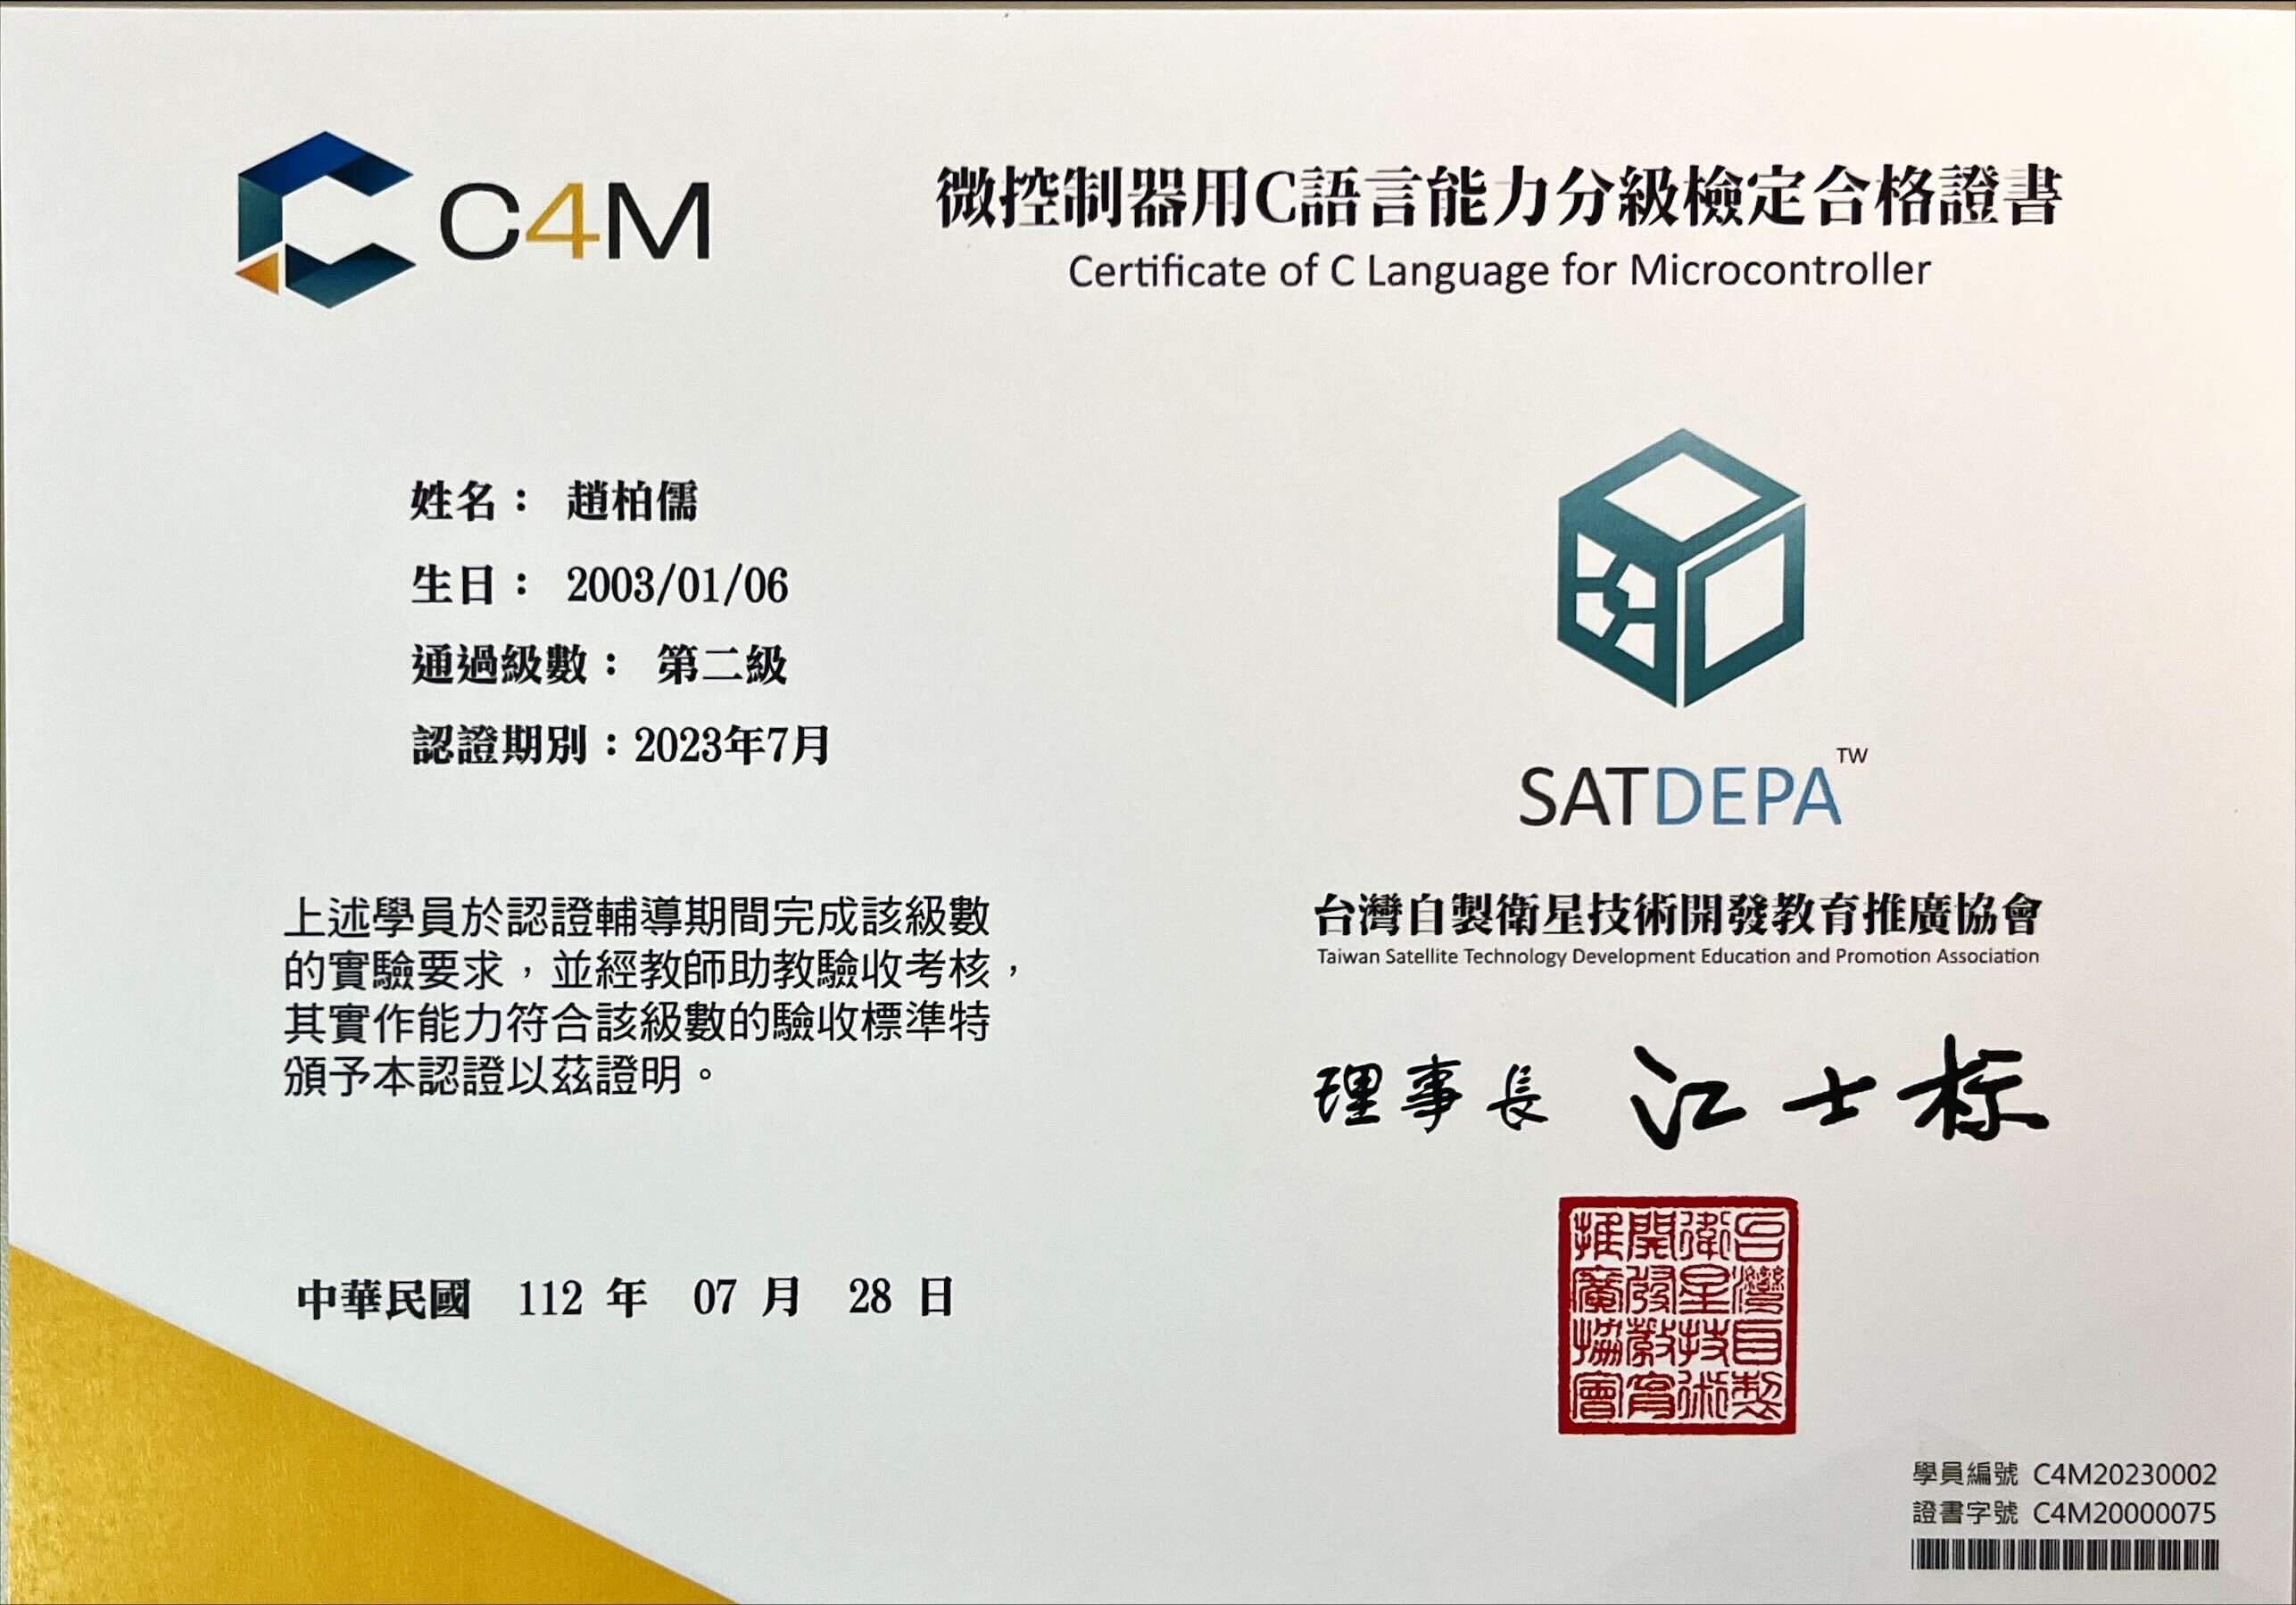 C4M
微控制器用C語言能力分級檢定合格證書
Certificate of C Language for Microcontroller
姓名： 趙柏儒
生日： 2003/01/06
通過級數： 第二級
認證期別：2023年7月
上述學員於認證輔導期間完成該級數
的實驗要求，並經教師助教驗收考核，
其實作能力符合該級數的驗收標準特
頒予本認證以茲證明。
中華民國 112 年 07 月 28 日
SATDEPA TW
台灣自製衛星技術開發教育推廣協會
Taiwan Satellite Technology Development Education and Promotion Association
理事長 江士标
台灣自製
衛星技術
開發教育
推廣協會
學員編號 C4M20230002
證書字號 C4M20000075